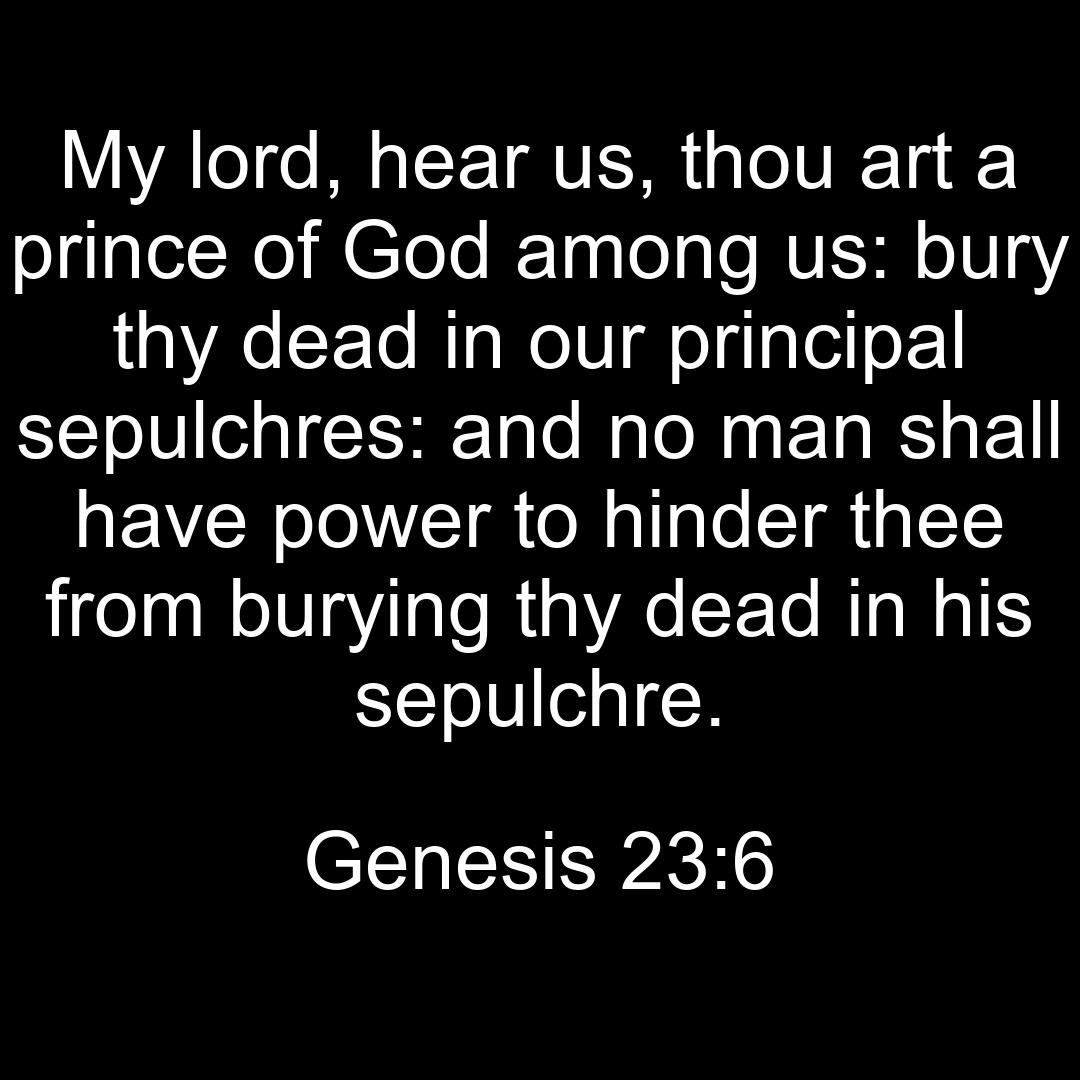 My lord, hear us, thou art a
prince of God among us: bury
thy dead in our principal
sepulchres: and no man shall
have power to hinder thee
from burying thy dead in his
sepulchre.
Genesis 23:6